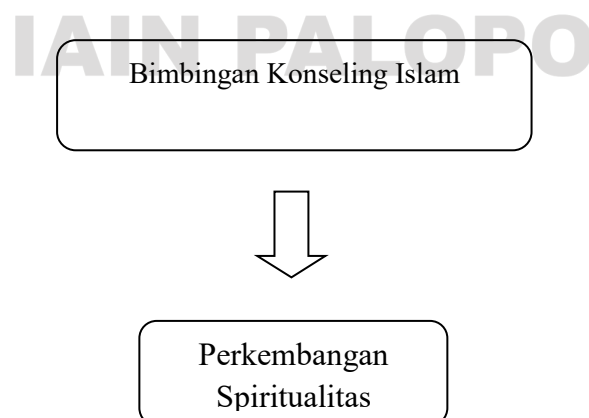 IAIN PALOPO
Bimbingan Konseling Islam
Perkembangan
Spiritualitas